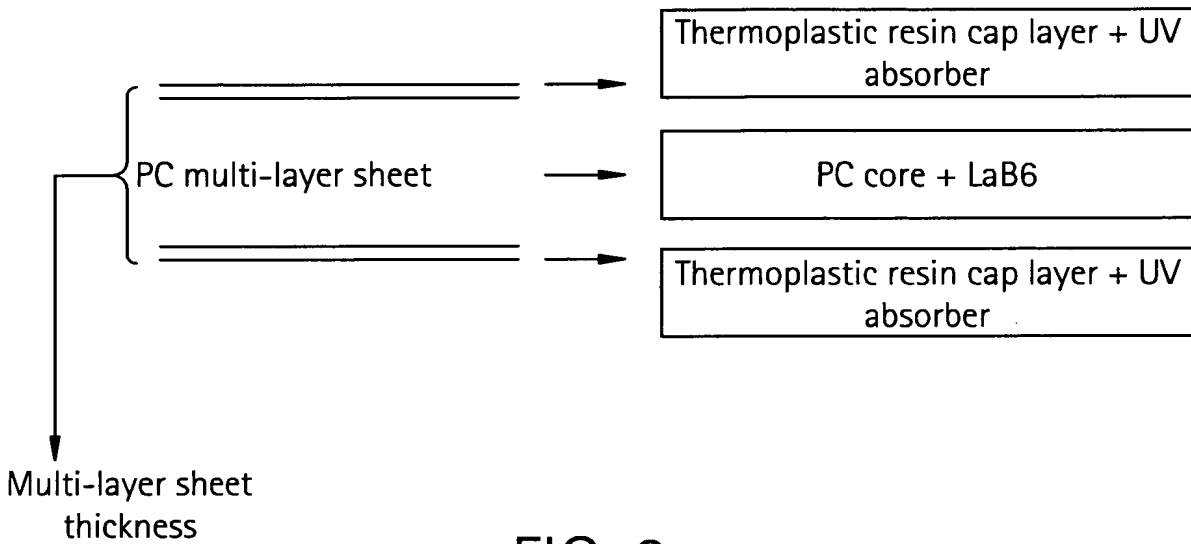 Thermoplastic resin cap layer + UV
absorber
PC multi-layer sheet
PC core + LaB6
Thermoplastic resin cap layer + UV
absorber
Multi-layer sheet
thickness